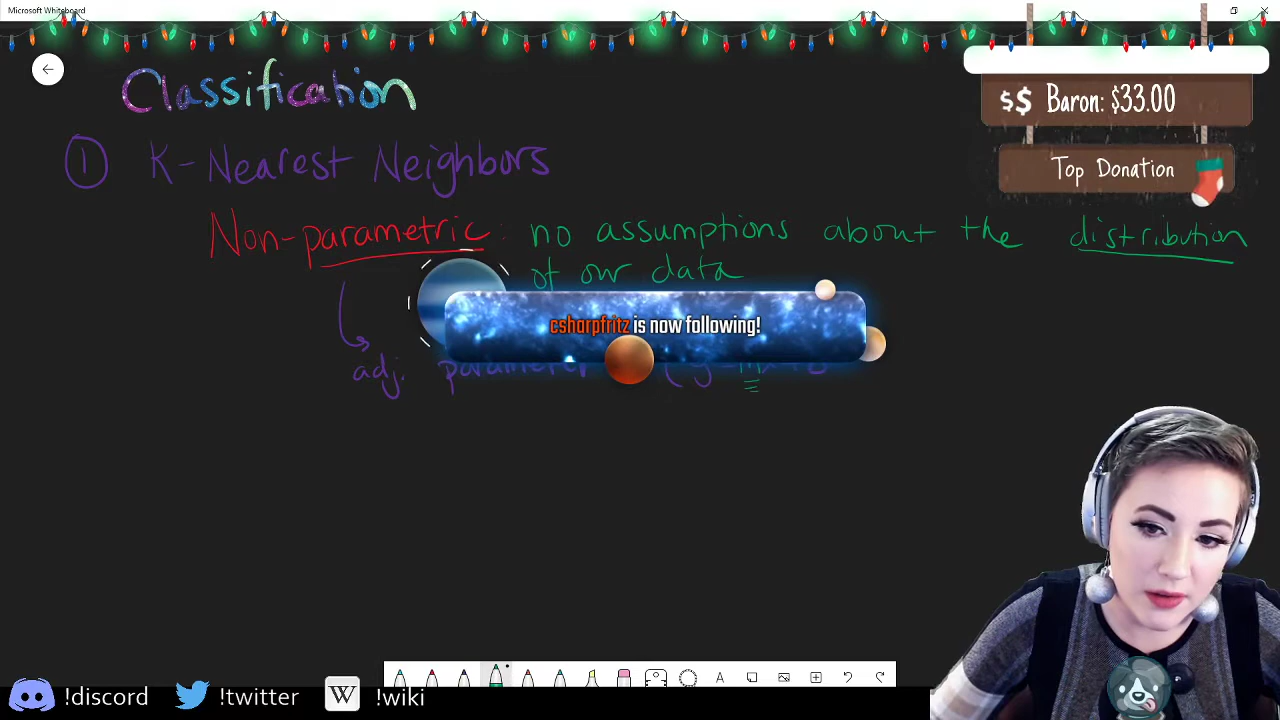 Microsoft Whiteboard
Classification
$$ Baron: $33.00
① K-Nearest Neighbors
Top Donation
Non-parametric: no assumptions about the distribution
of our data
csharpfritz is now following!
adj. parameter
!discord !twitter W !wiki